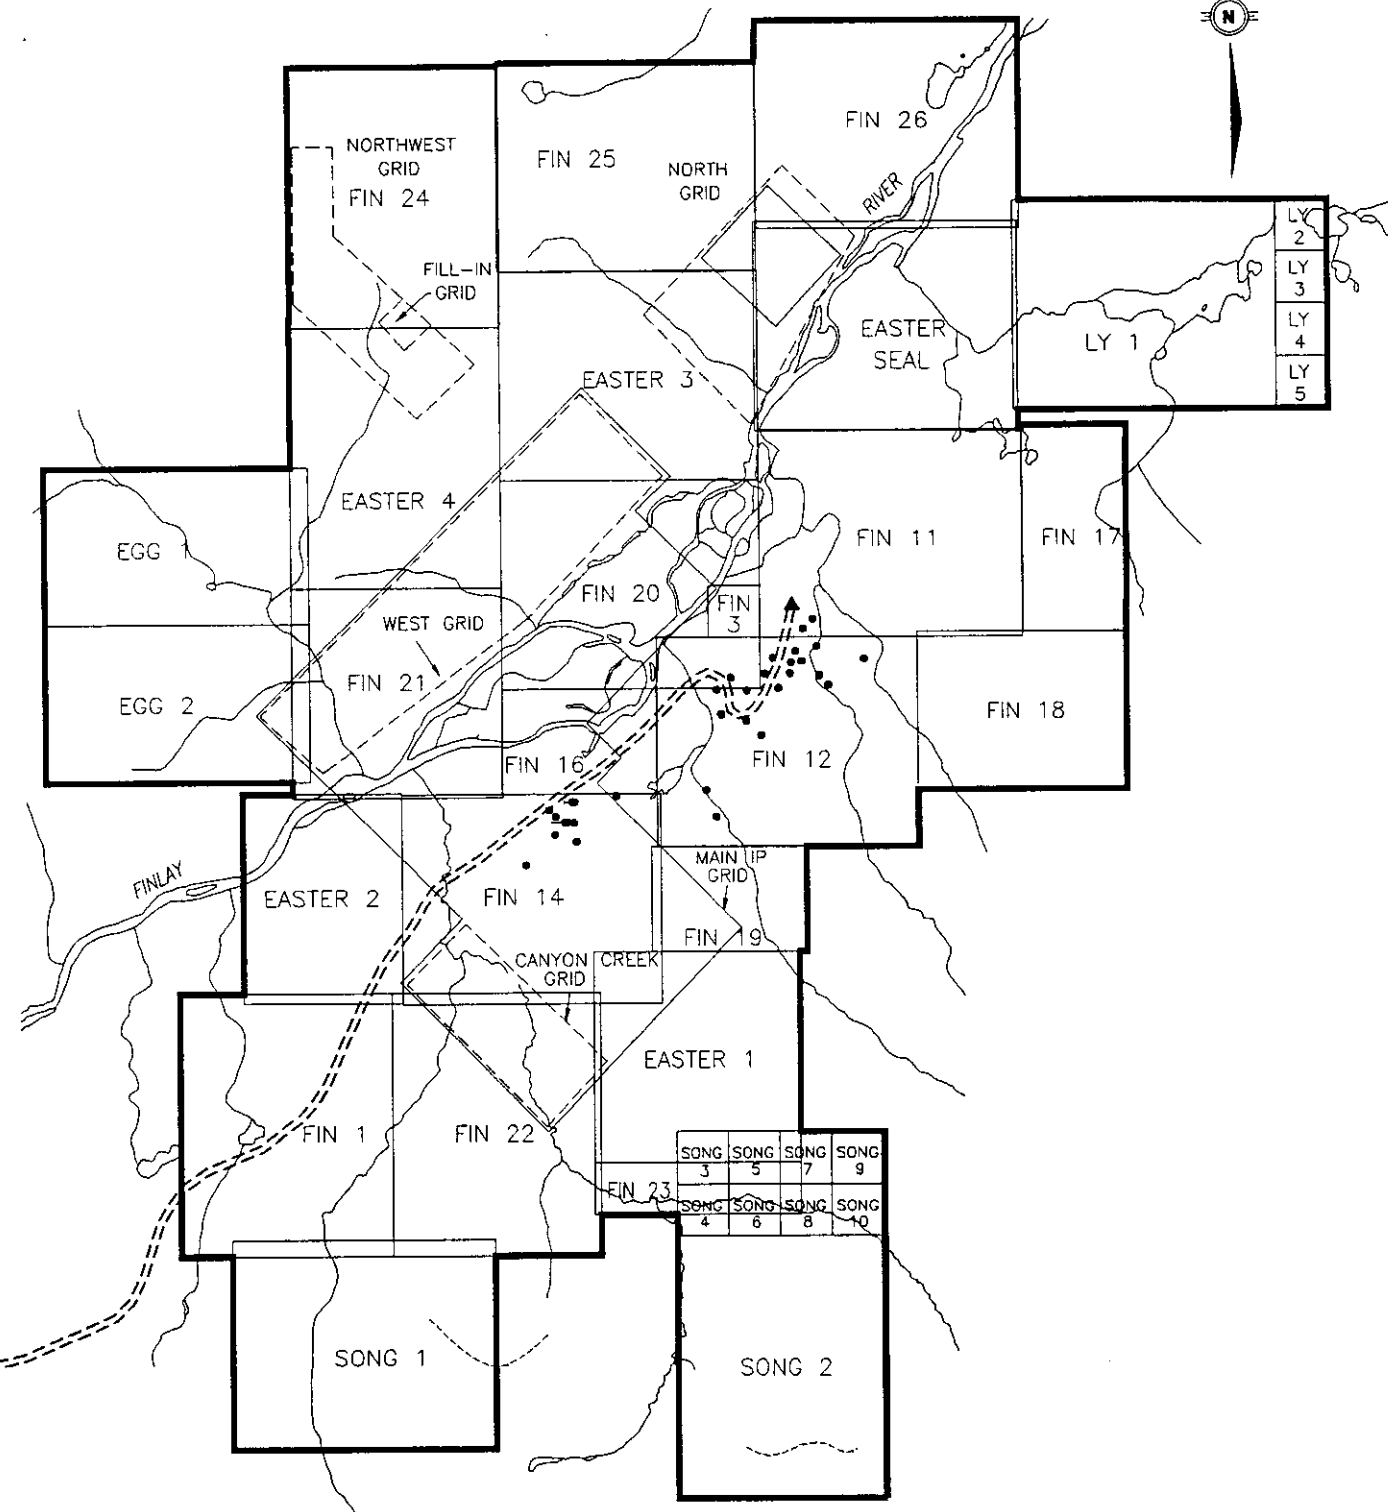 N
FIN 26
NORTHWEST
GRID
FIN 24
FIN 25
NORTH
GRID
RIVER
LY
2
LY
3
LY
4
LY
5
FILL-IN
GRID
EASTER
SEAL
LY 1
EASTER 3
EASTER 4
EGG 1
FIN 11
FIN 17
FIN 20
FIN
3
WEST GRID
FIN 21
EGG 2
FIN 18
FIN 16
FIN 12
MAIN IP
GRID
FINLAY
EASTER 2
FIN 14
FIN 19
CANYON CREEK
GRID
EASTER 1
FIN 1
FIN 22
SONG
3
SONG
5
SONG
7
SONG
9
FIN 23
SONG
4
SONG
6
SONG
8
SONG
10
SONG 1
SONG 2